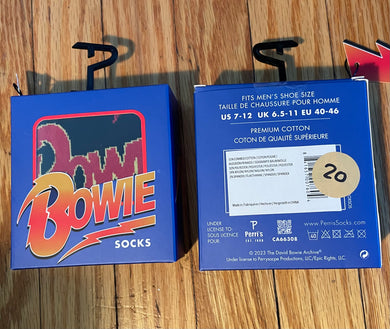 BOWIE
BOWIE
SOCKS
FITS MEN'S SHOE SIZE
TAILLE DE CHAUSSURE POUR HOMME
US 7-12 UK 6.5-11 EU 40-46
PREMIUM COTTON
COTON DE QUALITÉ SUPÉRIEURE
20
UNDER
LICENSE TO:
SOUS LICENCE
POUR:
Perri's
EST. 1988
CA66308
www.PerrisSocks.com
© 2023 The David Bowie Archive®
Under license to Perryscope Productions, LLC/Epic Rights, LLC.